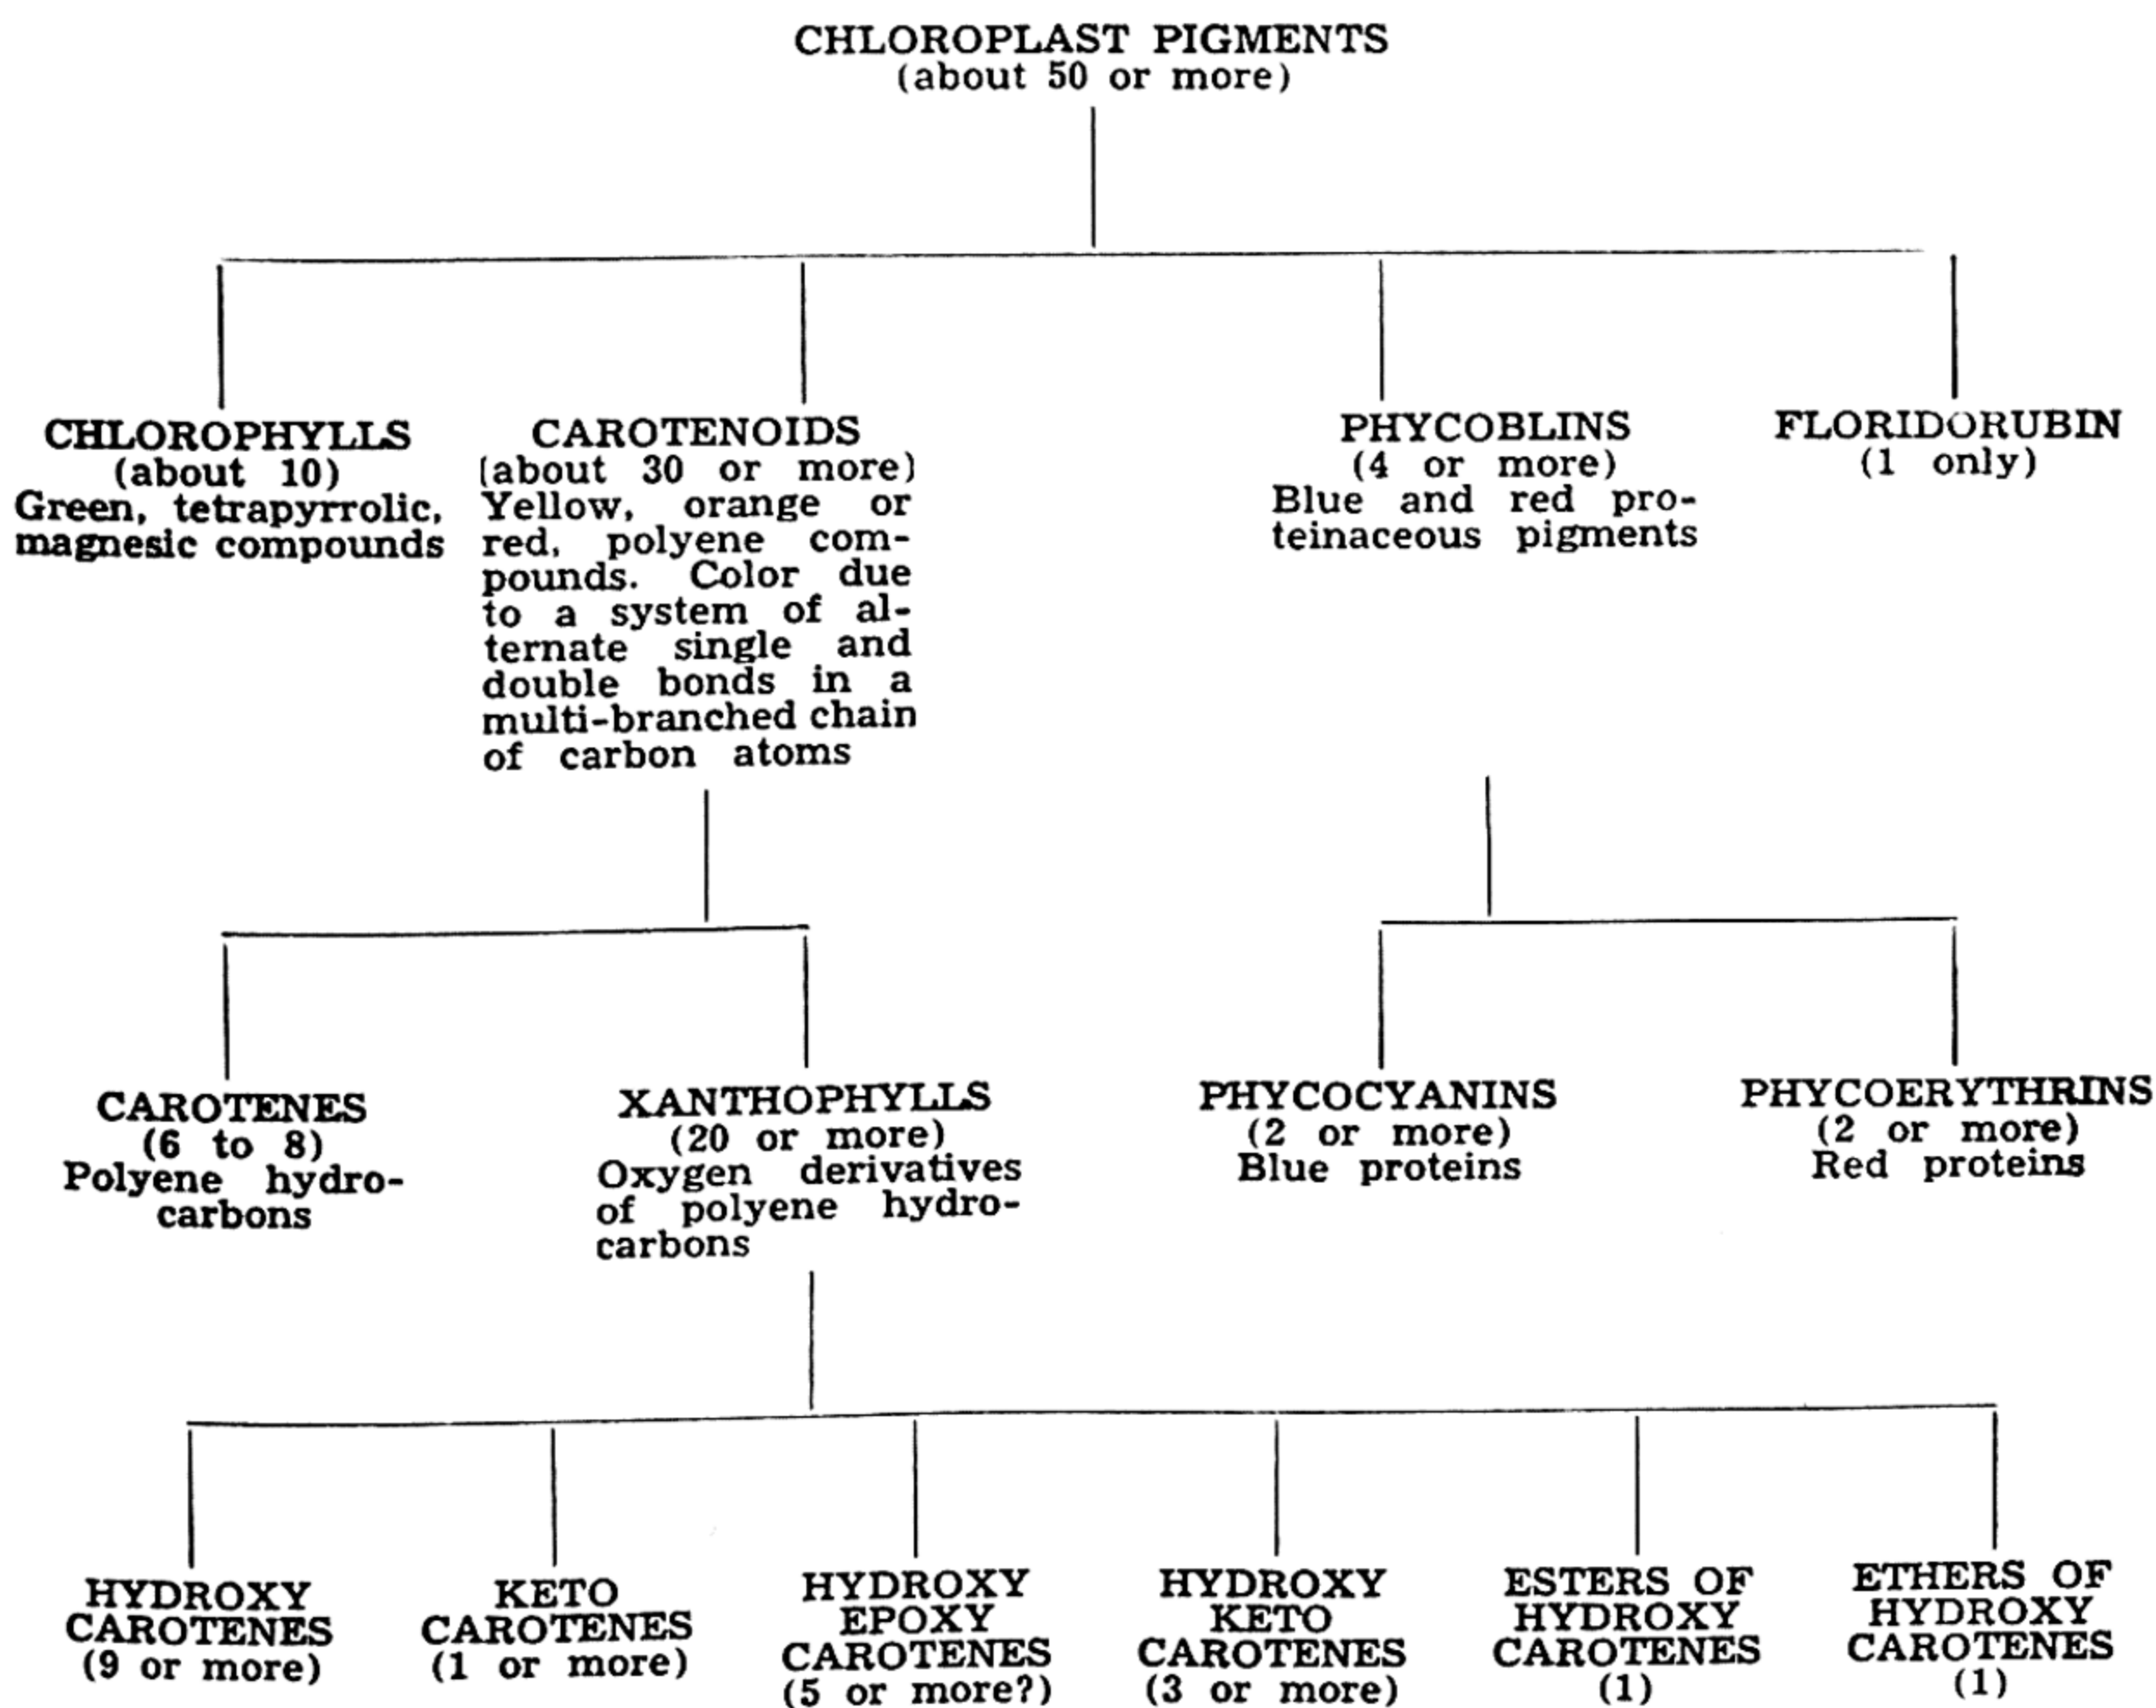 CHLOROPLAST PIGMENTS
(about 50 or more)
CHLOROPHYLLS
(about 10)
Green, tetrapyrrolic,
magnesic compounds
CAROTENOIDS
(about 30 or more)
Yellow, orange or
red, polyene com-
pounds. Color due
to a system of al-
ternate single and
double bonds in a
multi-branched chain
of carbon atoms
PHYCOBLINS
(4 or more)
Blue and red pro-
teinaceous pigments
FLORIDORUBIN
(1 only)
CAROTENES
(6 to 8)
Polyene hydro-
carbons
XANTHOPHYLLS
(20 or more)
Oxygen derivatives
of polyene hydro-
carbons
PHYCOCYANINS
(2 or more)
Blue proteins
PHYCOERYTHRINS
(2 or more)
Red proteins
HYDROXY
CAROTENES
(9 or more)
KETO
CAROTENES
(1 or more)
HYDROXY
EPOXY
CAROTENES
(5 or more?)
HYDROXY
KETO
CAROTENES
(3 or more)
ESTERS OF
HYDROXY
CAROTENES
(1)
ETHERS OF
HYDROXY
CAROTENES
(1)